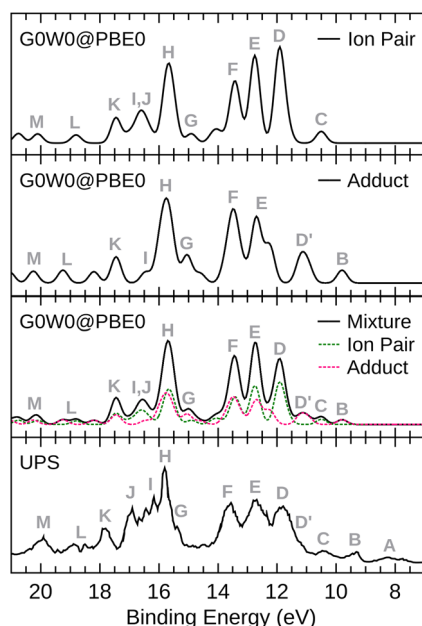 G0W0@PBE0
Ion Pair
M L K I,J H G F E D C
G0W0@PBE0
Adduct
M L K I H G F E D' B
G0W0@PBE0
Mixture
Ion Pair
Adduct
M L K I,J H G F E D D' C B
UPS
M L K J I H G F E D D' C B A
20 18 16 14 12 10 8
Binding Energy (eV)